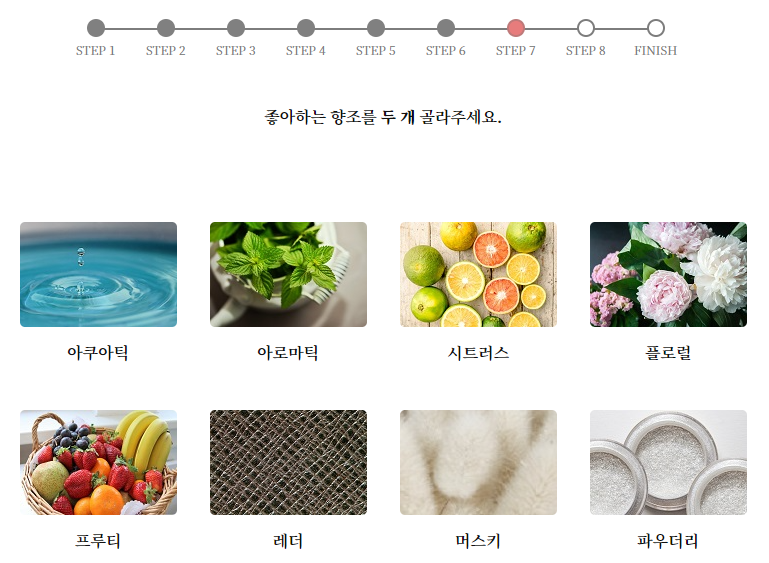 STEP 1 STEP 2 STEP 3 STEP 4 STEP 5 STEP 6 STEP 7 STEP 8 FINISH
좋아하는 향조를 두 개 골라주세요.
아쿠아틱 아로마틱 시트러스 플로럴
프루티 레더 머스키 파우더리